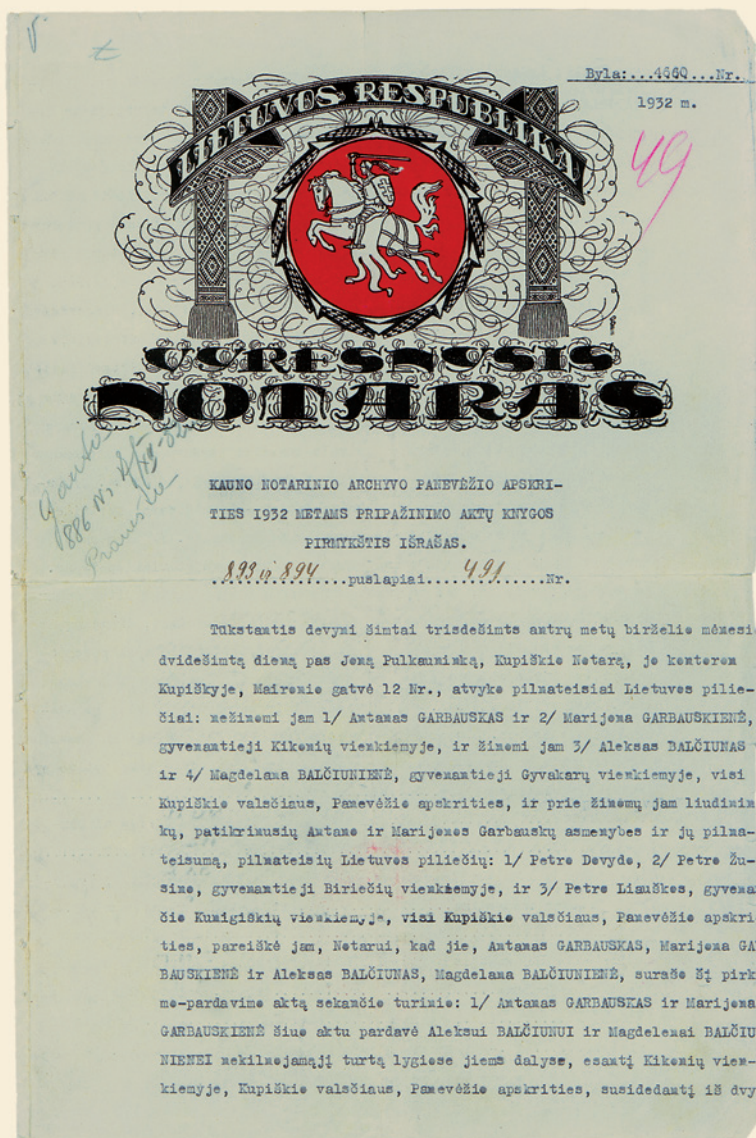 Byla:...4660...Nr.
1932 m.
49
LIETUVOS RESPUBLIKA
VYRESNYSIS
NOTARAS
KAUNO NOTARINIO ARCHYVO PANEVĖŽIO APSKRI-
TIES 1932 METAMS PRIPAŽINIMO AKTŲ KNYGOS
PIRMYKŠTIS IŠRAŠAS.
893 ir 894 puslapiai....491........Nr.
Tūkstantis devyni šimtai trisdešimts antrų metų birželio mėnesi
dvidešimtą dieną pas Joną Pulkauninką, Kupiškio Notarą, jo kontoron
Kupiškyje, Maironio gatvė 12 Nr., atvyko pilnateisiai Lietuvos pilie-
čiai: nežinomi jam 1/ Antanas GARBAUSKAS ir 2/ Marijona GARBAUSKIENĖ,
gyvenantieji Kikonių vienkiemyje, ir žinomi jam 3/ Aleksas BALČIUNAS
ir 4/ Magdelana BALČIUNIENĖ, gyvenantieji Gyvakarų vienkiemyje, visi
Kupiškio valsčiaus, Panevėžio apskrities, ir prie žinomų jam liudinin
kų, patikrinusių Antano ir Marijonos Garbauskų asmenybes ir jų pilna-
teisumą, pilnateisių Lietuvos piliečių: 1/ Petro Devydo, 2/ Petro Žu-
sino, gyvenantieji Biriečių vienkiemyje, ir 3/ Petro Liauškos, gyvena
čio Kunigiškių vienkiemyje, visi Kupiškio valsčiaus, Panevėžio apskri
ties, pareiškė jam, Notarui, kad jie, Antanas GARBAUSKAS, Marijona GA
BAUSKIENĖ ir Aleksas BALČIUNAS, Magdelana BALČIUNIENĖ, surašo šį pirk
mo-pardavimo aktą sekančio turinio: 1/ Antanas GARBAUSKAS ir Marijona
GARBAUSKIENĖ šiuo aktu pardavė Aleksui BALČIUNUI ir Magdelenai BALČIU
NIENEI nekilnojamąjį turtą lygiose jiems dalyse, esantį Kikonių vien-
kiemyje, Kupiškio valsčiaus, Panevėžio apskrities, susidedantį iš dvy